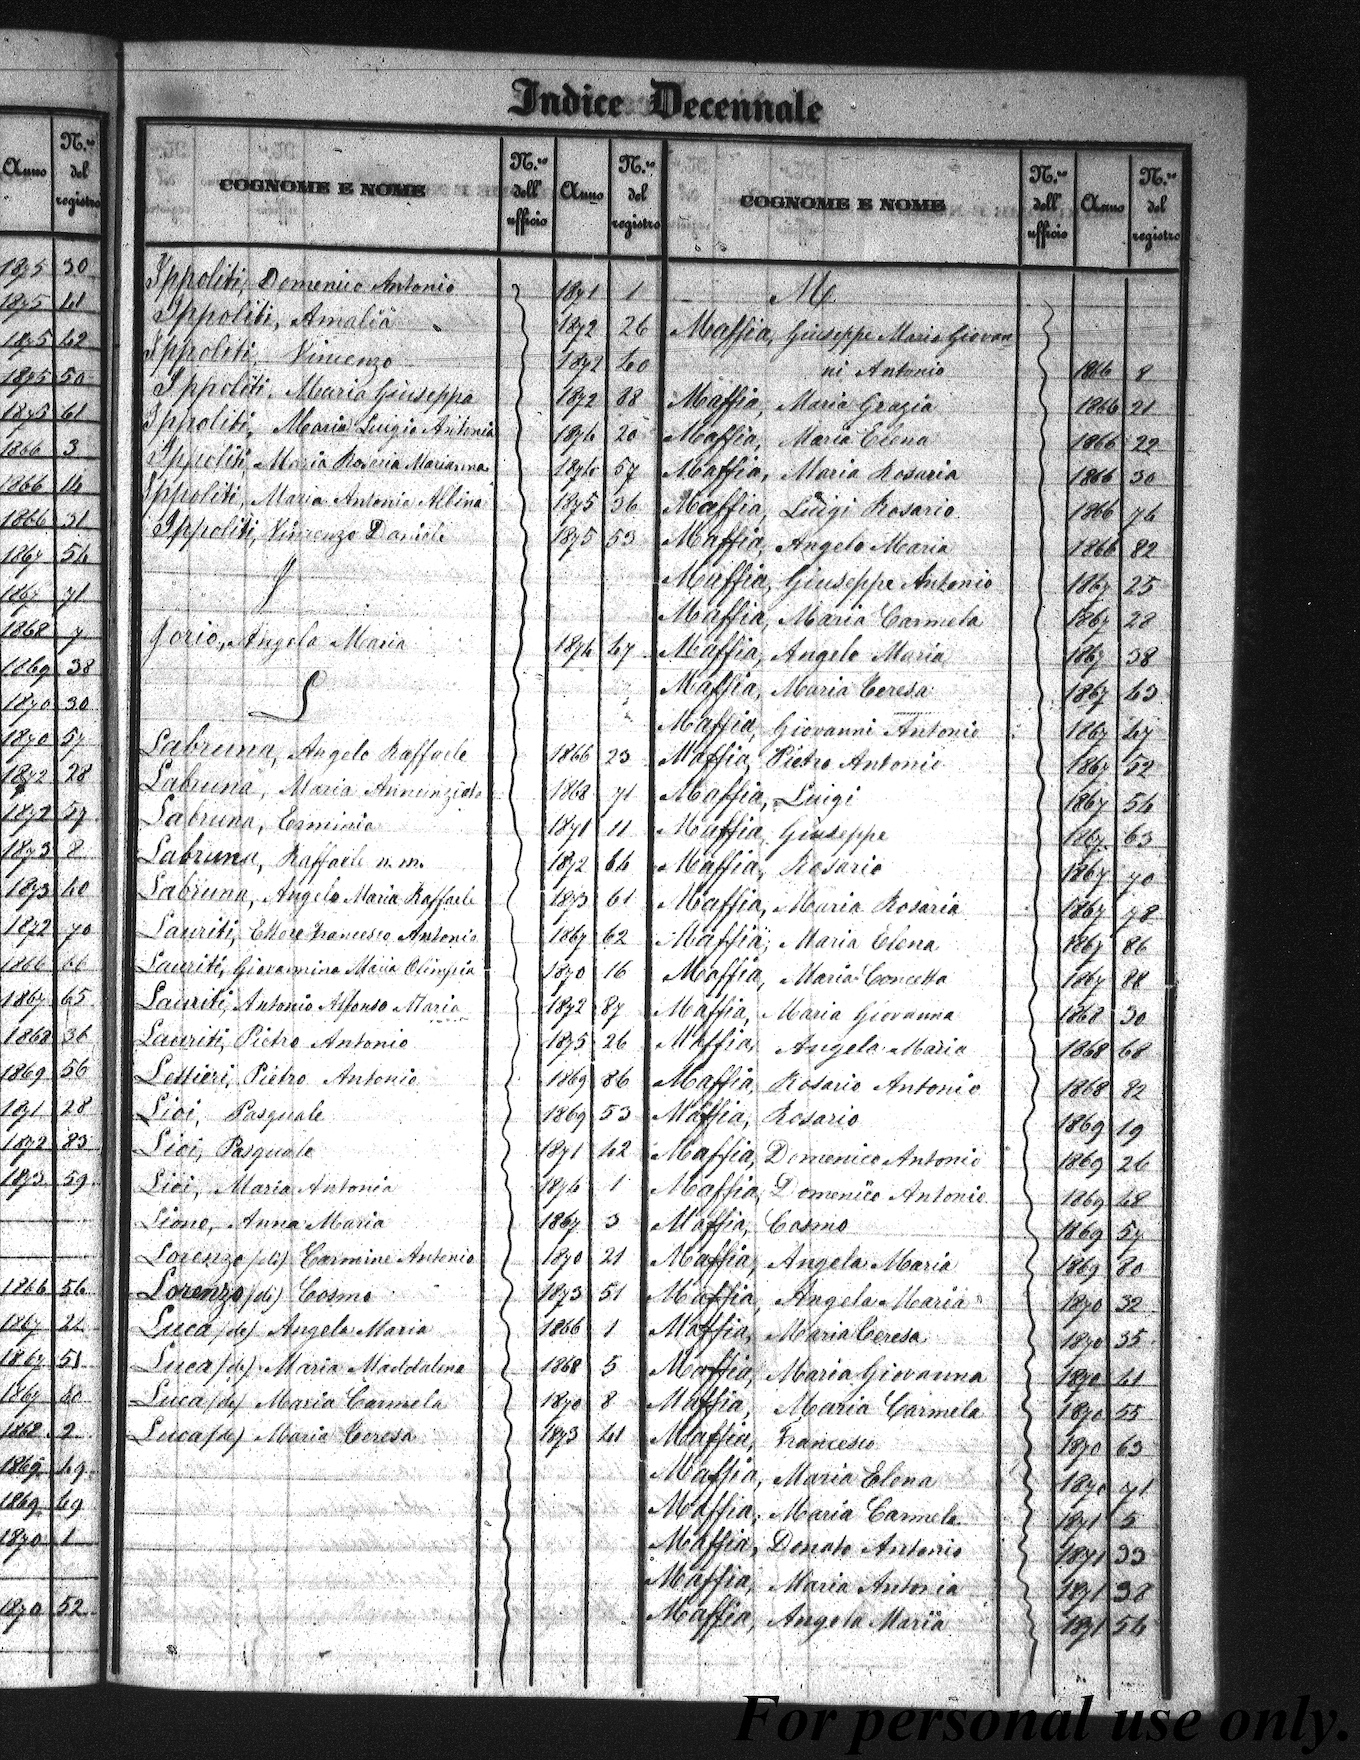 Indice Decennale
Anno
N.ro del registro
1875 30
1875 41
1875 42
1875 50
1875 61
1866 3
1866 14
1866 31
1867 54
1867 71
1868 7
1869 38
1870 30
1870 57
1872 28
1872 57
1873 8
1873 40
1872 70
1866 66
1867 65
1868 36
1869 56
1871 28
1872 83
1873 59
1866 56
1867 21
1867 51
1867 60
1868 2
1869 49
1869 69
1870 1
1870 52
COGNOME E NOME
N.ro dell' ufficio
Anno
N.ro del registro
Ippoliti, Domenico Antonio 1871 1
Ippoliti, Amalia 1872 26
Ippoliti, Vincenzo 1872 40
Ippoliti, Maria Giuseppa 1872 88
Ippoliti, Maria Luigia Antonia 1874 20
Ippoliti, Maria Rosaria Marianna 1874 57
Ippoliti, Maria Antonia Albina 1875 36
Ippoliti, Vincenzo Daniele 1875 53
J
Jorio, Angela Maria 1874 47
L
Labruna, Angelo Raffaele 1866 23
Labruna, Maria Annunziata 1868 71
Labruna, Erminia 1871 11
Labruna, Raffaele n. m. 1872 64
Labruna, Angelo Maria Raffaele 1873 61
Lauriti, Ettore Francesco Antonio 1867 62
Lauriti, Giovannina Maria Olimpia 1870 16
Lauriti, Antonio Alfonso Maria 1872 87
Lauriti, Pietro Antonio 1875 26
Lettieri, Pietro Antonio 1869 86
Lioi, Pasquale 1869 53
Lioi, Pasquale 1871 42
Lioi, Maria Antonia 1874 1
Lione, Anna Maria 1867 3
Lorenzo (di) Carmine Antonio 1870 21
Lorenzo (di) Cosmo 1873 51
Luca (de) Angela Maria 1866 1
Luca (de) Maria Maddalena 1868 5
Luca (de) Maria Carmela 1870 8
Luca (de) Maria Teresa 1873 41
COGNOME E NOME
N.ro dell' ufficio
Anno
N.ro del registro
M
Maffia, Giuseppe Maria Giovan
ni Antonio 1866 8
Maffia, Maria Grazia 1866 21
Maffia, Maria Elena 1866 22
Maffia, Maria Rosaria 1866 30
Maffia, Luigi Rosario 1866 76
Maffia, Angelo Maria 1866 82
Maffia, Giuseppe Antonio 1867 25
Maffia, Maria Carmela 1867 28
Maffia, Angelo Maria 1867 38
Maffia, Maria Teresa 1867 43
Maffia, Giovanni Antonio 1867 47
Maffia, Pietro Antonio 1867 52
Maffia, Luigi 1867 54
Maffia, Giuseppe 1867 63
Maffia, Rosario 1867 70
Maffia, Maria Rosaria 1867 78
Maffia, Maria Elena 1867 86
Maffia, Maria Concetta 1867 88
Maffia, Maria Giovanna 1868 30
Maffia, Angela Maria 1868 68
Maffia, Rosario Antonio 1868 82
Maffia, Rosario 1869 19
Maffia, Domenico Antonio 1869 26
Maffia, Domenico Antonio 1869 48
Maffia, Cosmo 1869 57
Maffia, Angela Maria 1869 80
Maffia, Angela Maria 1870 32
Maffia, Maria Teresa 1870 35
Maffia, Maria Giovanna 1870 41
Maffia, Maria Carmela 1870 55
Maffia, Francesco 1870 63
Maffia, Maria Elena 1870 71
Maffia, Maria Carmela 1871 5
Maffia, Donato Antonio 1871 33
Maffia, Maria Antonia 1871 38
Maffia, Angela Maria 1871 54
For personal use only.